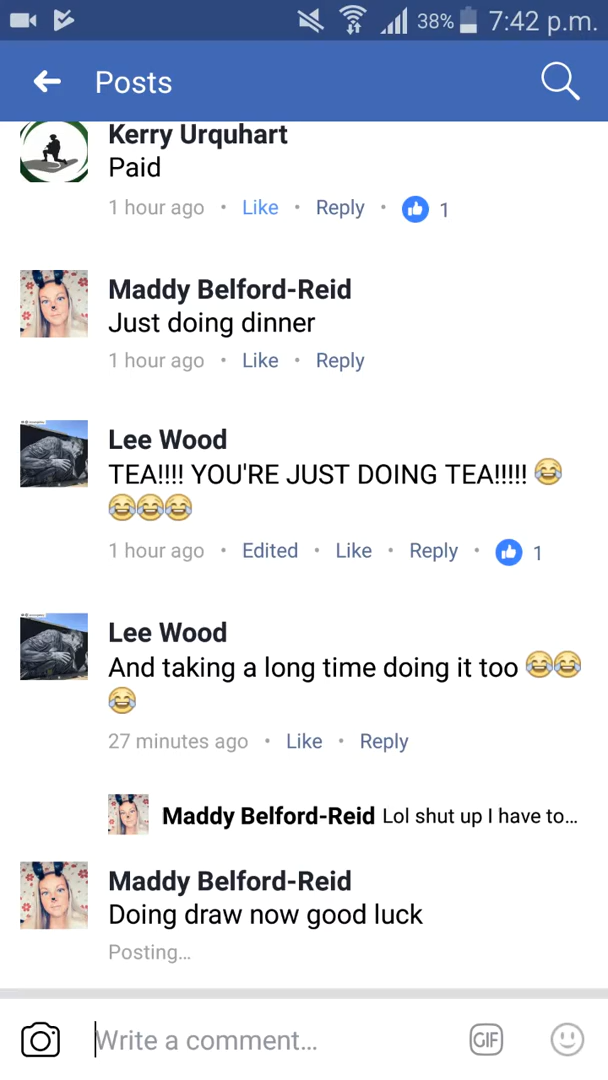 38% 7:42 p.m.
Posts
Kerry Urquhart
Paid
1 hour ago • Like • Reply • 1
Maddy Belford-Reid
Just doing dinner
1 hour ago • Like • Reply
Lee Wood
TEA!!!! YOU'RE JUST DOING TEA!!!!! 😂
😂😂😂
1 hour ago • Edited • Like • Reply • 1
Lee Wood
And taking a long time doing it too 😂😂
😂
27 minutes ago • Like • Reply
Maddy Belford-Reid Lol shut up I have to...
Maddy Belford-Reid
Doing draw now good luck
Posting...
Write a comment... GIF